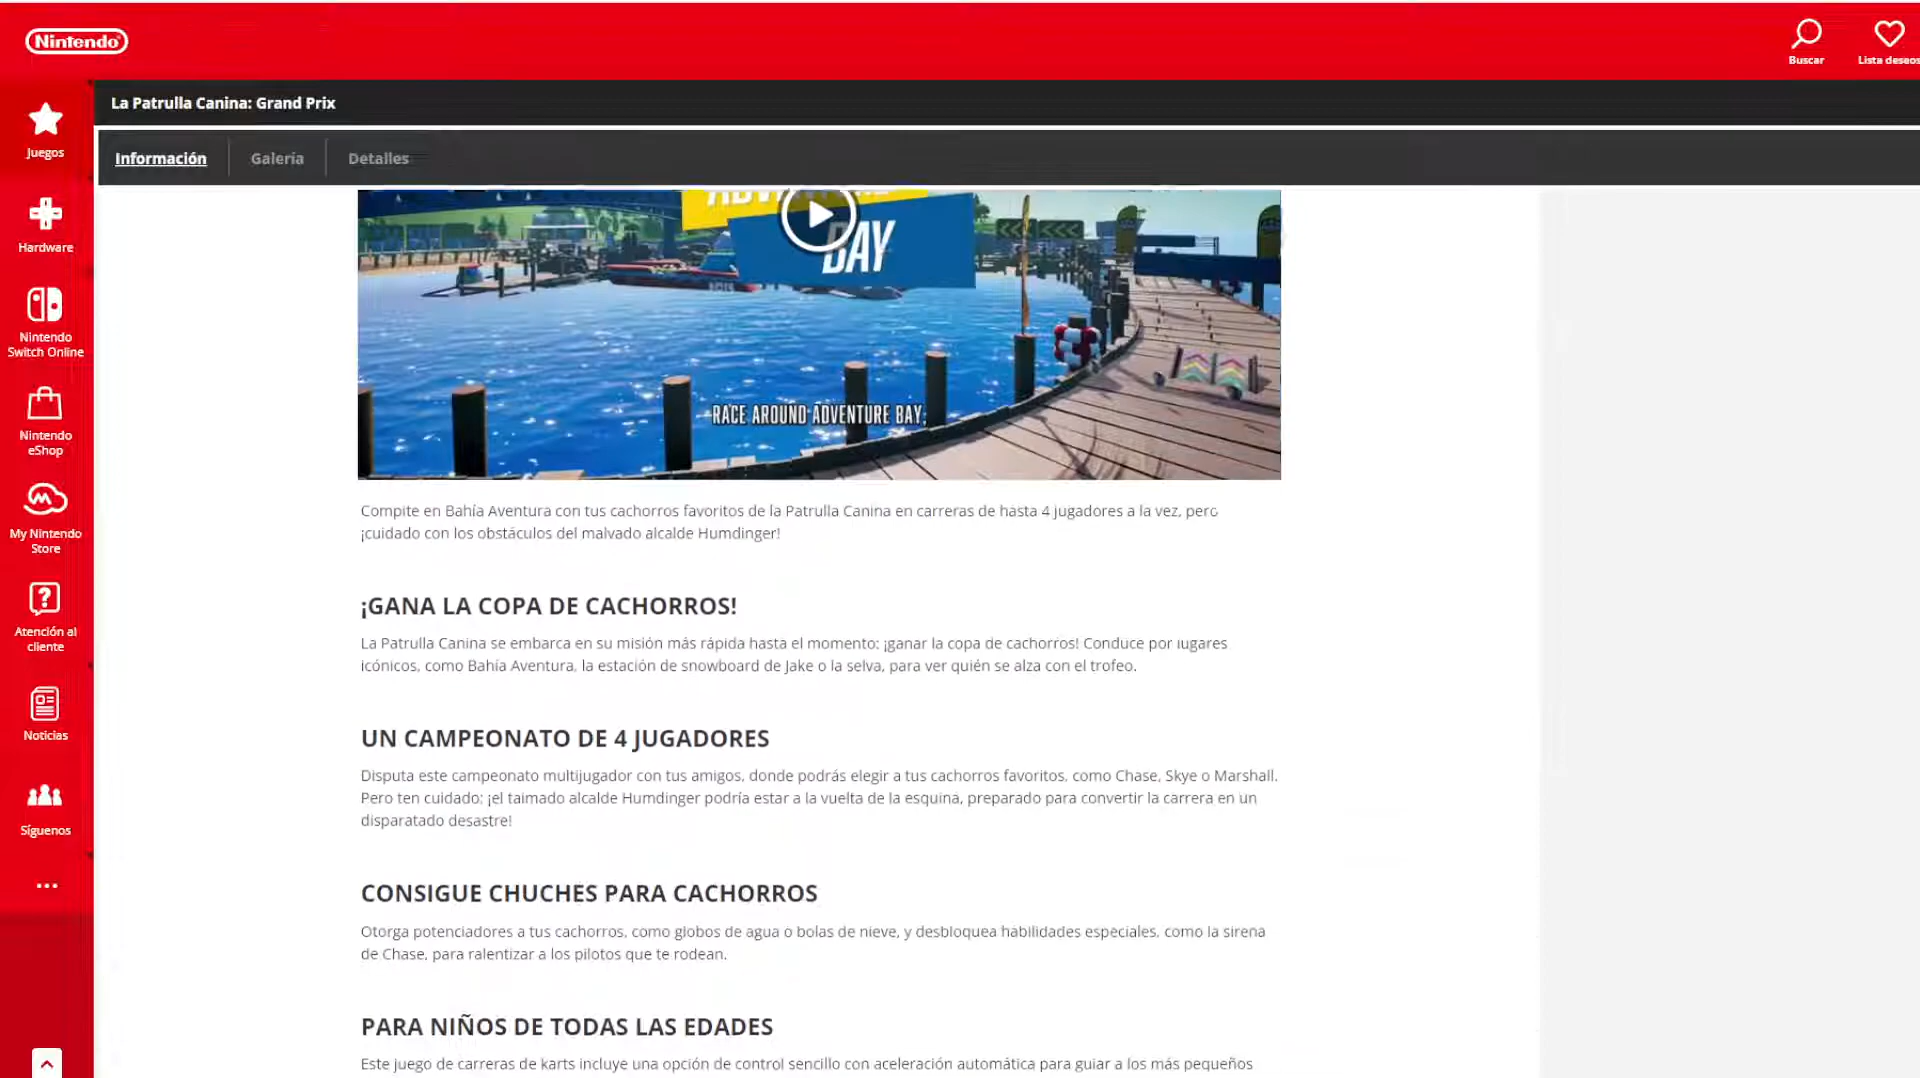 Nintendo
Buscar
Lista deseos
Juegos
Hardware
Nintendo
Switch Online
Nintendo
eShop
My Nintendo
Store
Atención al
cliente
Noticias
Síguenos
La Patrulla Canina: Grand Prix
Información
Galería
Detalles
BAY
RACE AROUND ADVENTURE BAY,
Compite en Bahía Aventura con tus cachorros favoritos de la Patrulla Canina en carreras de hasta 4 jugadores a la vez, pero
¡cuidado con los obstáculos del malvado alcalde Humdinger!
¡GANA LA COPA DE CACHORROS!
La Patrulla Canina se embarca en su misión más rápida hasta el momento: ¡ganar la copa de cachorros! Conduce por lugares
icónicos, como Bahía Aventura, la estación de snowboard de Jake o la selva, para ver quién se alza con el trofeo.
UN CAMPEONATO DE 4 JUGADORES
Disputa este campeonato multijugador con tus amigos, donde podrás elegir a tus cachorros favoritos, como Chase, Skye o Marshall.
Pero ten cuidado: ¡el taimado alcalde Humdinger podría estar a la vuelta de la esquina, preparado para convertir la carrera en un
disparatado desastre!
CONSIGUE CHUCHES PARA CACHORROS
Otorga potenciadores a tus cachorros, como globos de agua o bolas de nieve, y desbloquea habilidades especiales, como la sirena
de Chase, para ralentizar a los pilotos que te rodean.
PARA NIÑOS DE TODAS LAS EDADES
Este juego de carreras de karts incluye una opción de control sencillo con aceleración automática para guiar a los más pequeños